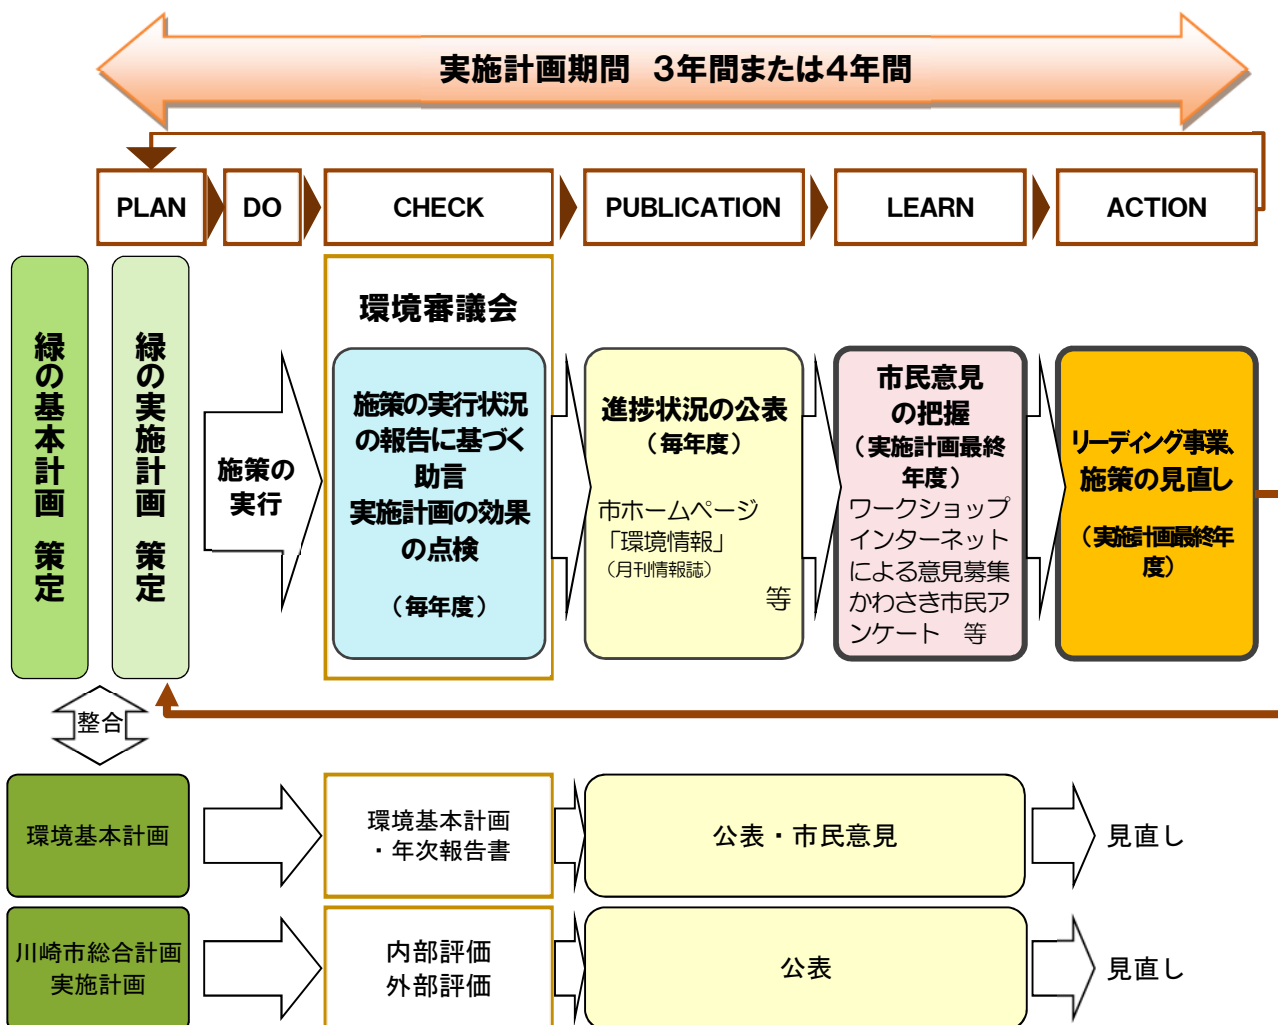 実施計画期間　３年間または４年間
PLAN
DO
CHECK
PUBLICATION
LEARN
ACTION
緑の基本計画　策定
緑の実施計画　策定
施策の
実行
環境審議会
施策の実行状況
の報告に基づく
助言
実施計画の効果
の点検
（毎年度）
進捗状況の公表
（毎年度）
市ホームページ
「環境情報」
（月刊情報誌）
等
市民意見
の把握
（実施計画最終
年度）
ワークショップ
インターネット
による意見募集
かわさき市民ア
ンケート　等
リーディング事業、
施策の見直し
（実施計画最終年
度）
整合
環境基本計画
環境基本計画
・年次報告書
公表・市民意見
見直し
川崎市総合計画
実施計画
内部評価
外部評価
公表
見直し